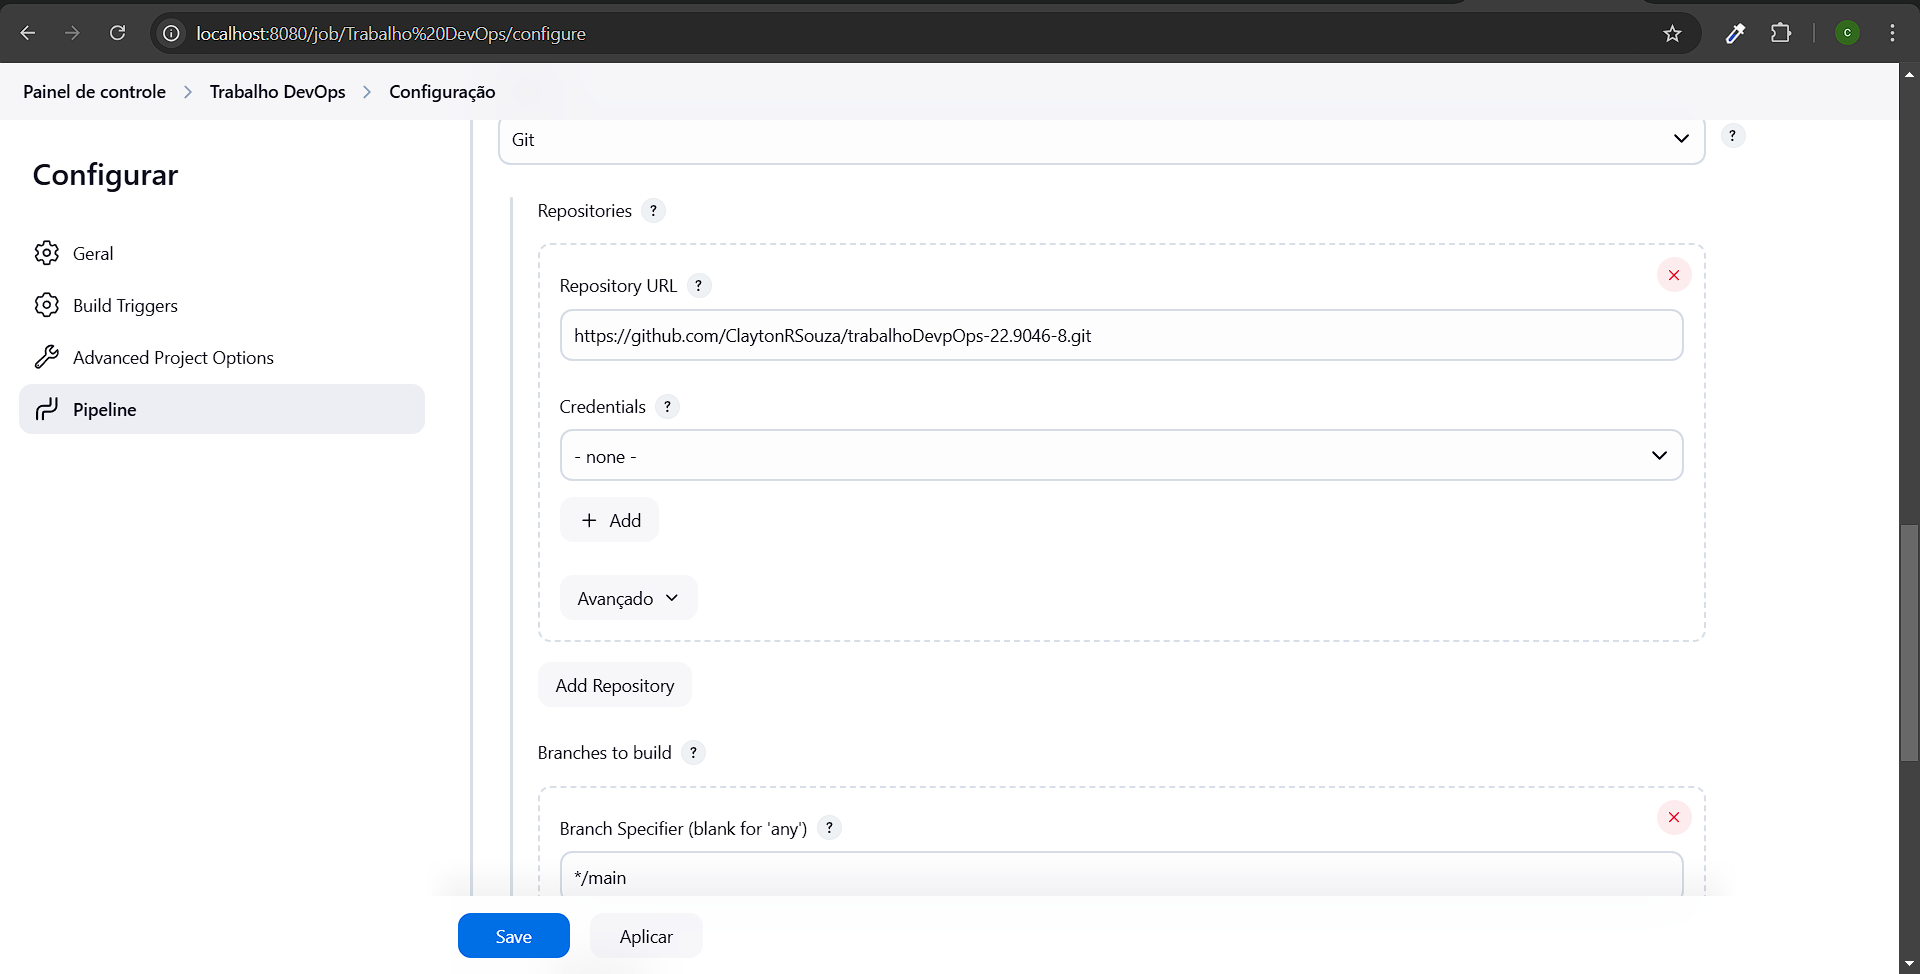 localhost:8080/job/Trabalho%20DevOps/configure
C
Painel de controle > Trabalho DevOps > Configuração
Configurar
Geral
Build Triggers
Advanced Project Options
Pipeline
Git
?
Repositories ?
Repository URL ?
https://github.com/ClaytonRSouza/trabalhoDevpOps-22.9046-8.git
Credentials ?
- none -
+ Add
Avançado
Add Repository
Branches to build ?
Branch Specifier (blank for 'any') ?
*/main
Save
Aplicar